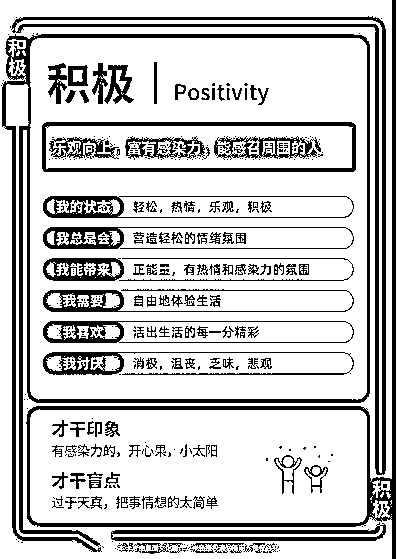 积极
积极 | Positivity
乐观向上，富有感染力，能感召周围的人
我的状态 轻松，热情，乐观，积极
我总是会 营造轻松的情绪氛围
我能带来 正能量，有热情和感染力的氛围
我需要 自由地体验生活
我喜欢 活出生活的每一分精彩
我讨厌 消极，沮丧，乏味，悲观
才干印象
有感染力的，开心果，小太阳
才干盲点
过于天真，把事情想的太简单
积极